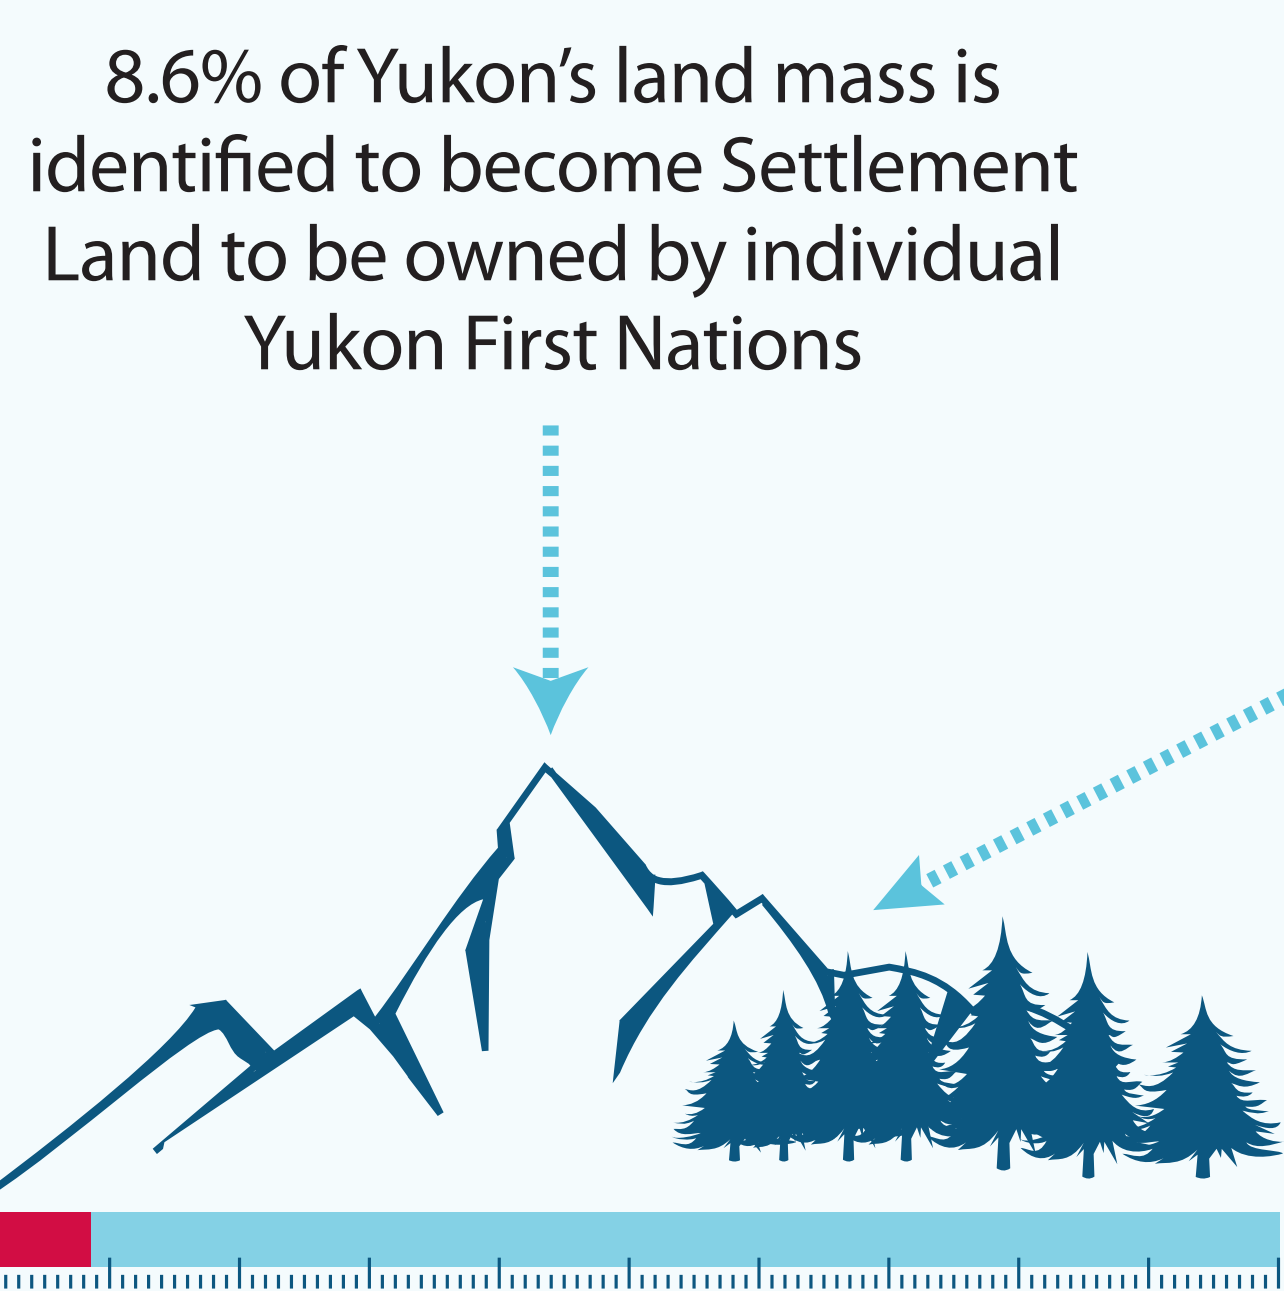 8.6% of Yukon’s land mass is
identified to become Settlement
Land to be owned by individual
Yukon First Nations